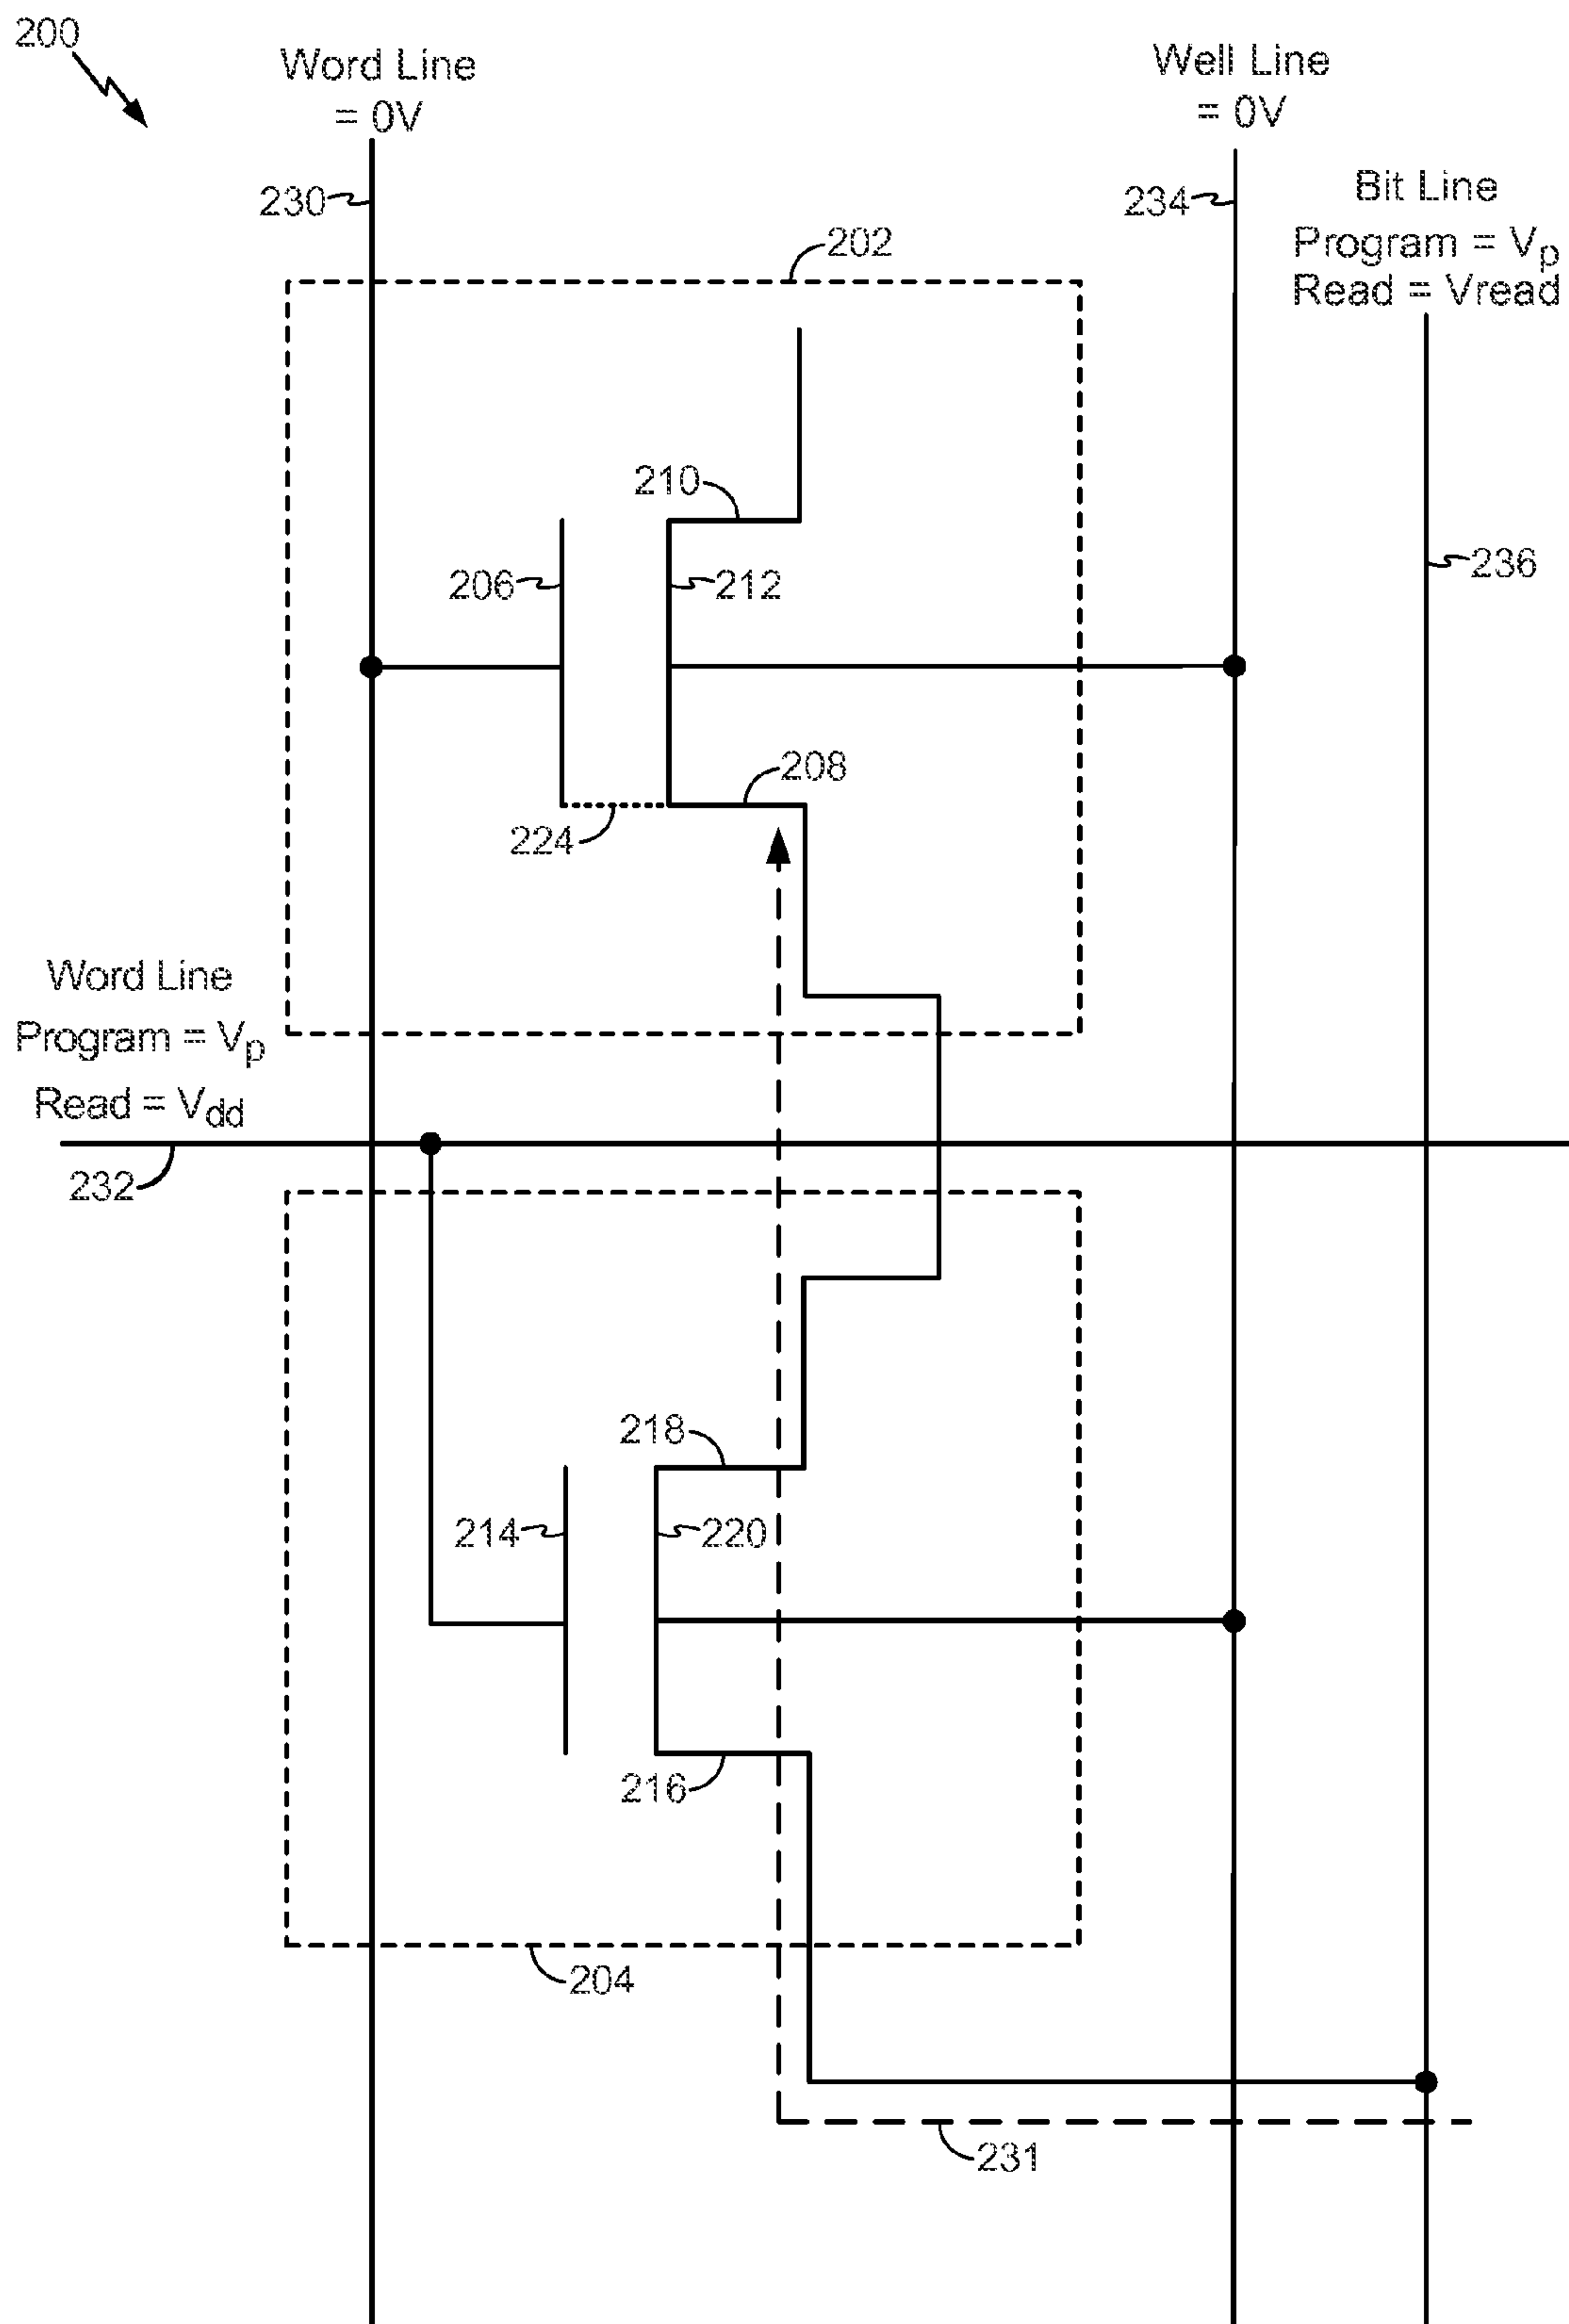 200
Word Line
= 0V
Well Line
= 0V
230
234
Bit Line
Program = Vp
Read = Vread
202
210
206
212
236
208
224
Word Line
Program = Vp
Read = Vdd
232
218
214
220
216
204
231